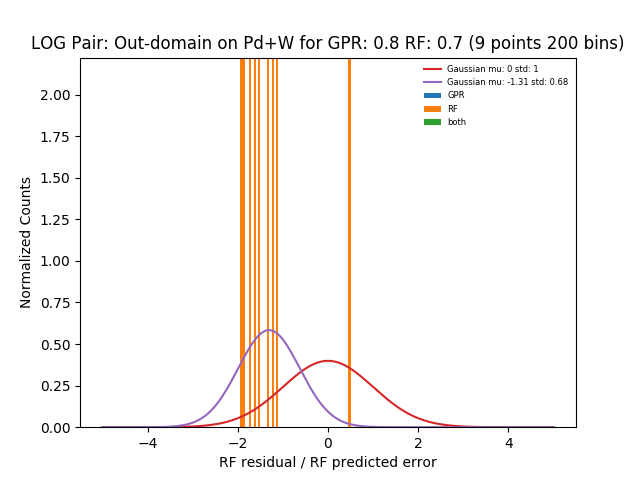 LOG Pair: Out-domain on Pd+W for GPR: 0.8 RF: 0.7 (9 points 200 bins)
Gaussian mu: 0 std: 1
Gaussian mu: -1.31 std: 0.68
GPR
RF
both
Normalized Counts
2.00
1.75
1.50
1.25
1.00
0.75
0.50
0.25
0.00
−4
−2
0
2
4
RF residual / RF predicted error